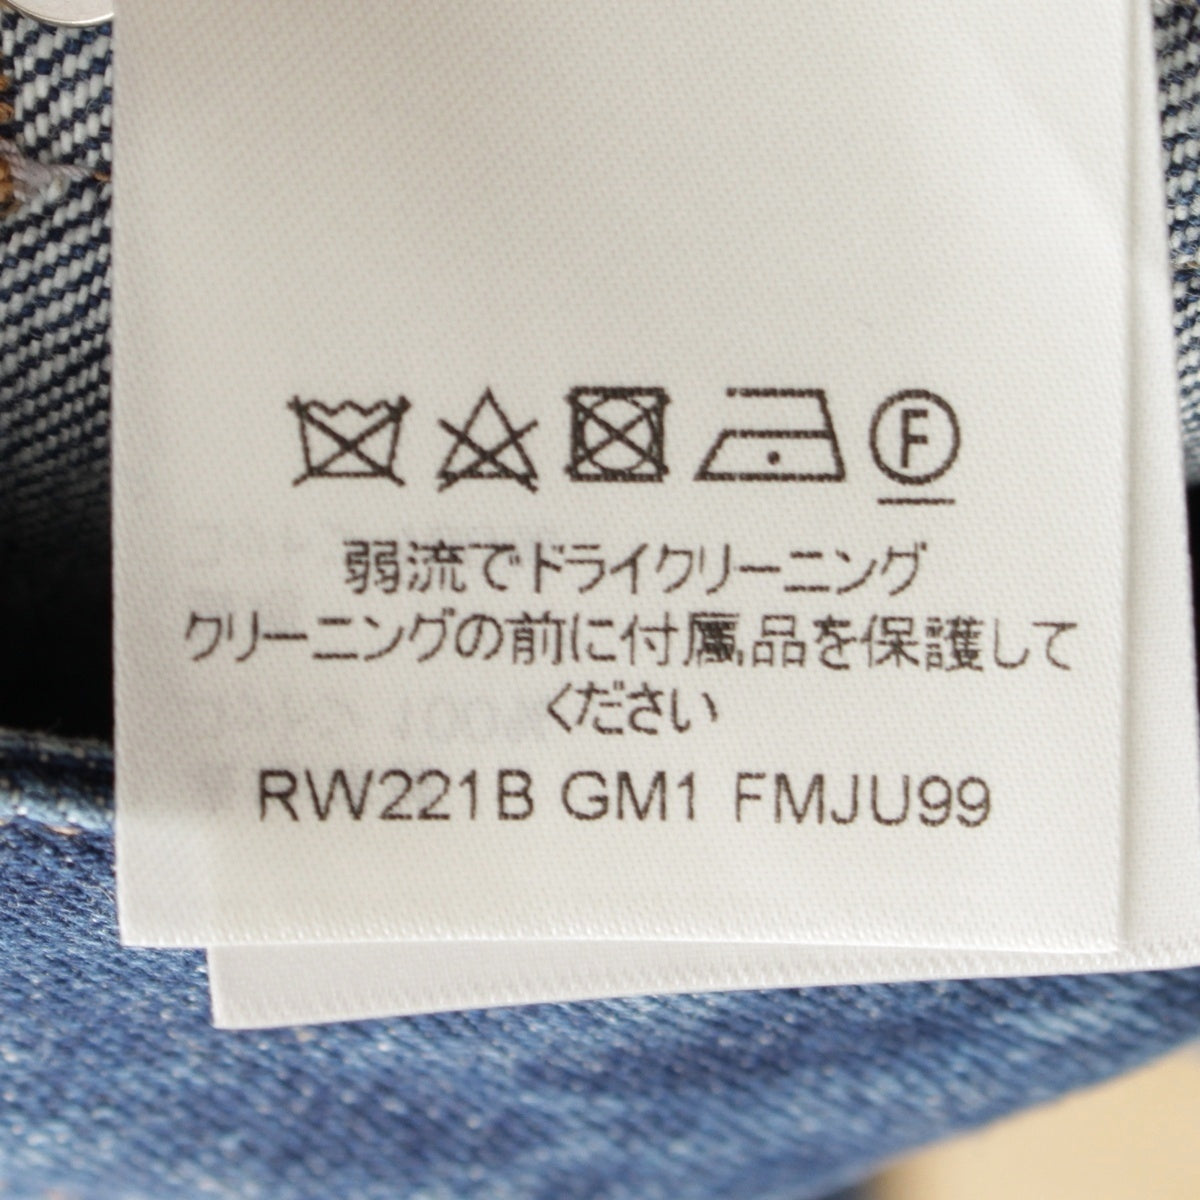 F
弱流でドライクリーニング
クリーニングの前に付属品を保護して
ください
RW221B GM1 FMJU99